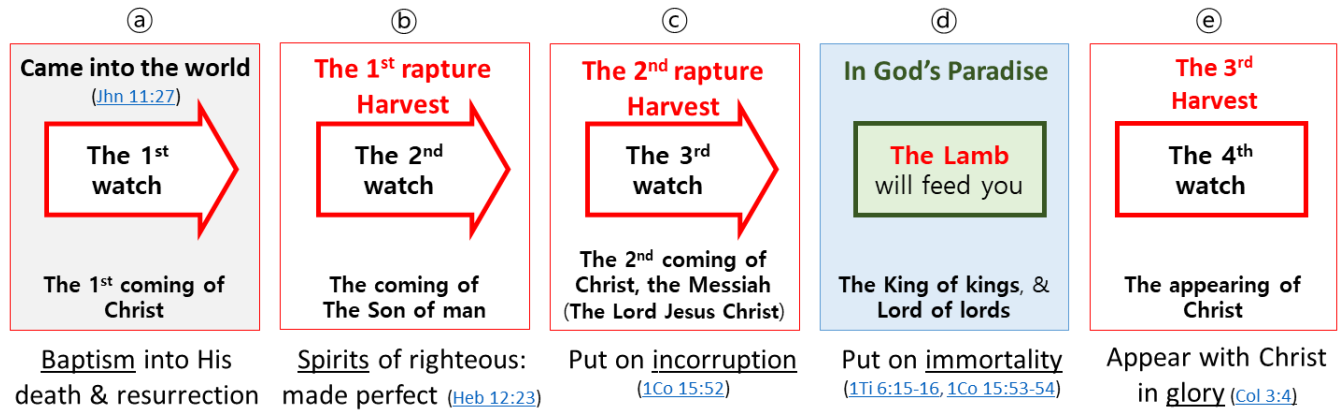 ⓐ
Came into the world
(Jhn 11:27)
The 1st
watch
The 1st coming of
Christ
Baptism into His
death & resurrection
ⓑ
The 1st rapture
Harvest
The 2nd
watch
The coming of
The Son of man
Spirits of righteous:
made perfect (Heb 12:23)
ⓒ
The 2nd rapture
Harvest
The 3rd
watch
The 2nd coming of
Christ, the Messiah
(The Lord Jesus Christ)
Put on incorruption
(1Co 15:52)
ⓓ
In God’s Paradise
The Lamb
will feed you
The King of kings, &
Lord of lords
Put on immortality
(1Ti 6:15-16, 1Co 15:53-54)
ⓔ
The 3rd
Harvest
The 4th
watch
The appearing of
Christ
Appear with Christ
in glory (Col 3:4)